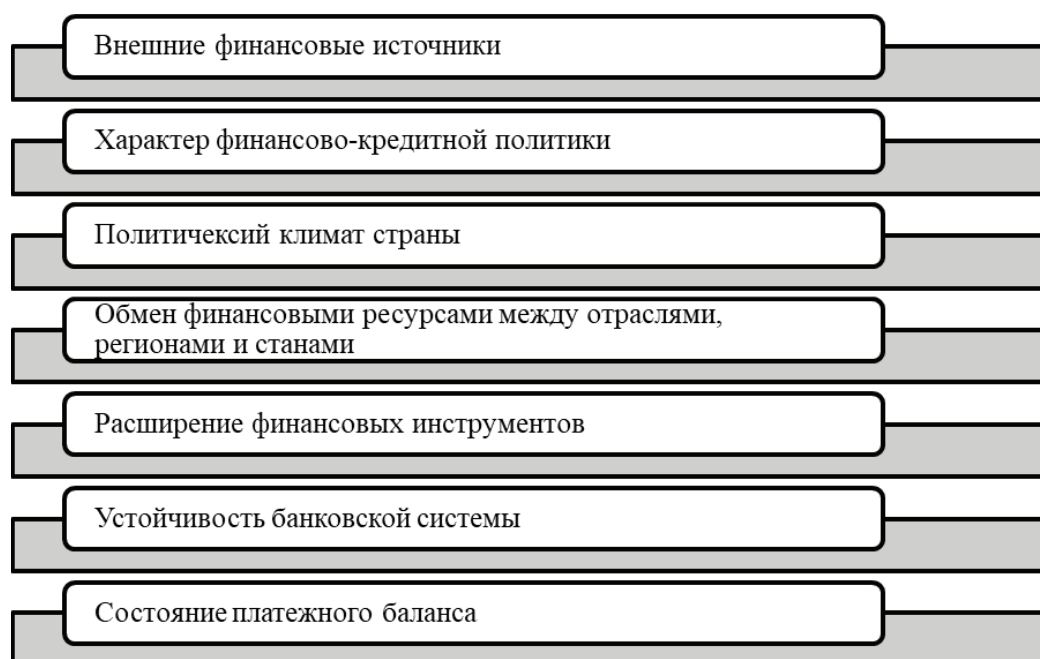 Внешние финансовые источники
Характер финансово-кредитной политики
Политичексий климат страны
Обмен финансовыми ресурсами между отраслями,
регионами и станами
Расширение финансовых инструментов
Устойчивость банковской системы
Состояние платежного баланса